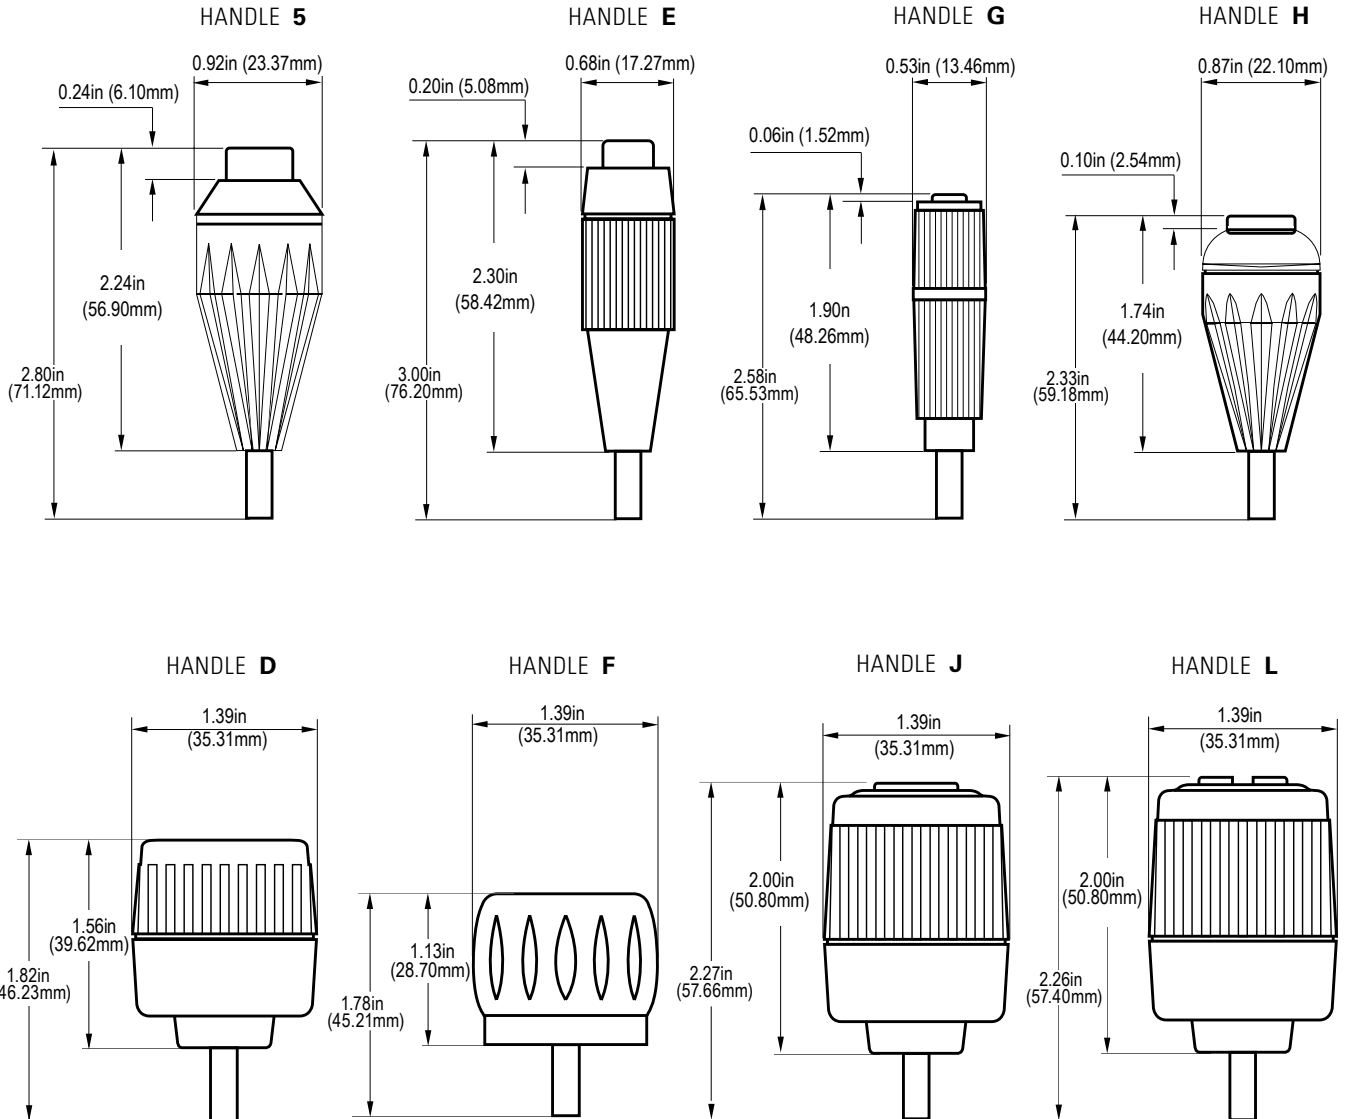 HANDLE 5
0.92in (23.37mm)
0.24in (6.10mm)
2.24in
(56.90mm)
2.80in
(71.12mm)
HANDLE E
0.68in (17.27mm)
0.20in (5.08mm)
2.30in
(58.42mm)
3.00in
(76.20mm)
HANDLE G
0.53in (13.46mm)
0.06in (1.52mm)
1.90in
(48.26mm)
2.58in
(65.53mm)
HANDLE H
0.87in (22.10mm)
0.10in (2.54mm)
1.74in
(44.20mm)
2.33in
(59.18mm)
HANDLE D
1.39in
(35.31mm)
1.56in
(39.62mm)
1.82in
46.23mm)
HANDLE F
1.39in
(35.31mm)
1.13in
(28.70mm)
1.78in
(45.21mm)
HANDLE J
1.39in
(35.31mm)
2.00in
(50.80mm)
2.27in
(57.66mm)
HANDLE L
1.39in
(35.31mm)
2.00in
(50.80mm)
2.26in
(57.40mm)